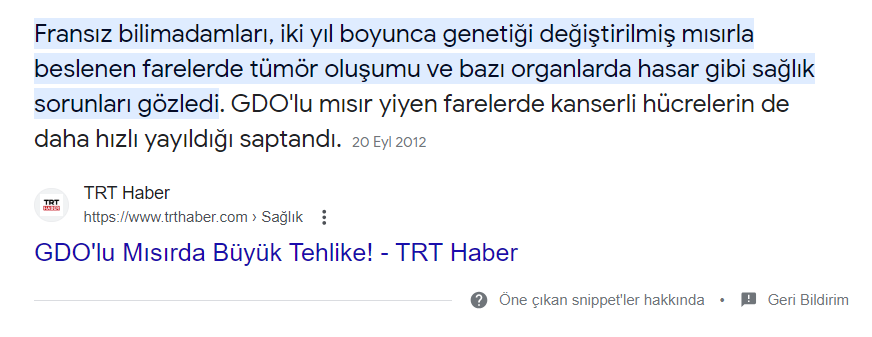 Fransız bilimadamları, iki yıl boyunca genetiği değiştirilmiş mısırla
beslenen farelerde tümör oluşumu ve bazı organlarda hasar gibi sağlık
sorunları gözledi. GDO'lu mısır yiyen farelerde kanserli hücrelerin de
daha hızlı yayıldığı saptandı. 20 Eyl 2012
TRT HABER
TRT Haber
https://www.trthaber.com › Sağlık
GDO'lu Mısırda Büyük Tehlike! - TRT Haber
Öne çıkan snippet'ler hakkında • Geri Bildirim